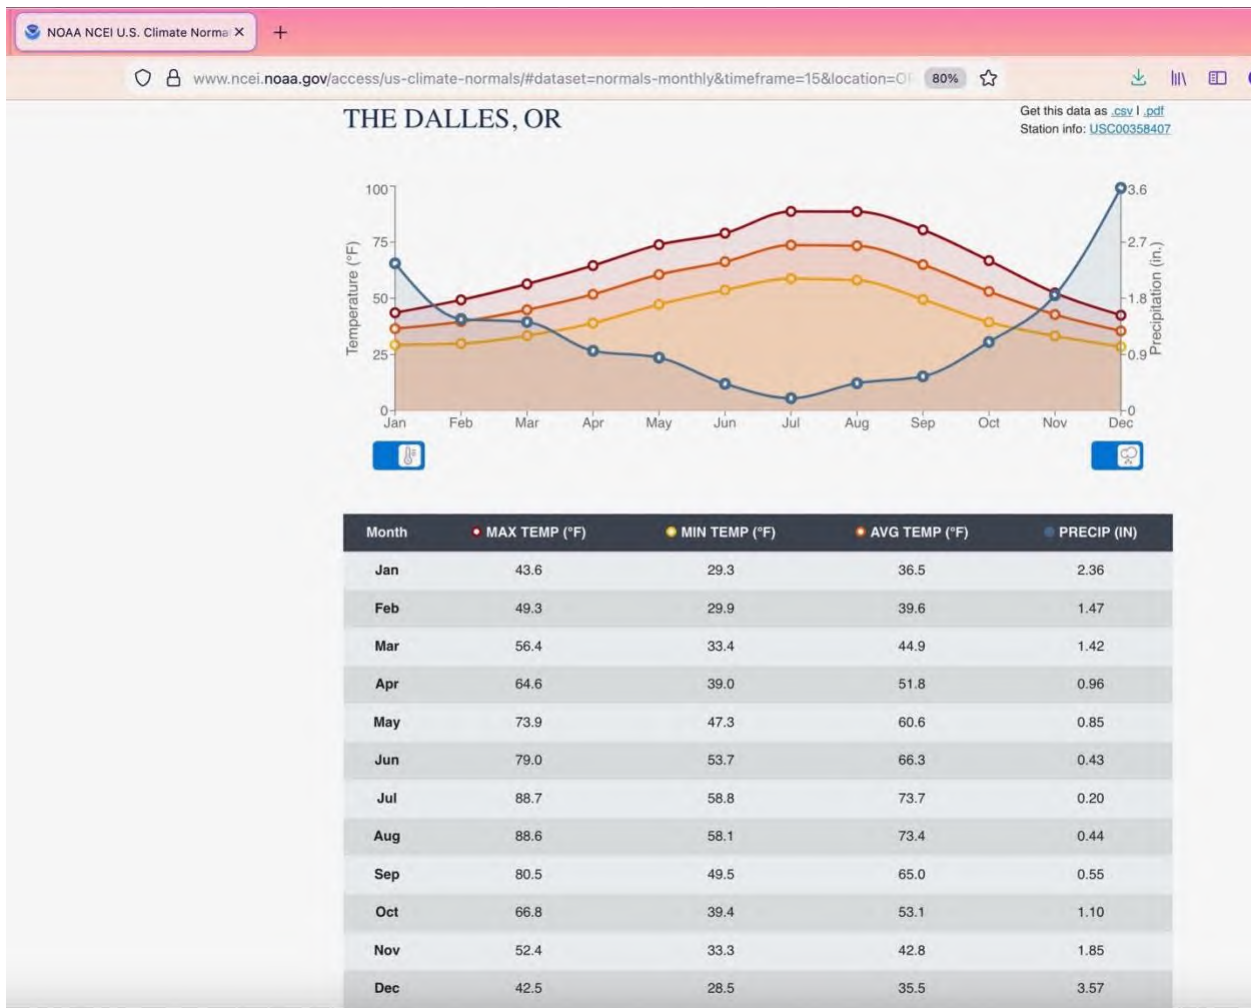 NOAA NCEI U.S. Climate Norma
www.ncei.noaa.gov/access/us-climate-normals/#dataset=normals-monthly&timeframe=15&location=O 80%
THE DALLES, OR
Get this data as .csv | .pdf
Station info: USC00358407
Temperature (°F)
100
75
50
25
0
Precipitation (in.)
3.6
2.7
1.8
0.9
0
Jan Feb Mar Apr May Jun Jul Aug Sep Oct Nov Dec
Month MAX TEMP (°F) MIN TEMP (°F) AVG TEMP (°F) PRECIP (IN)
Jan 43.6 29.3 36.5 2.36
Feb 49.3 29.9 39.6 1.47
Mar 56.4 33.4 44.9 1.42
Apr 64.6 39.0 51.8 0.96
May 73.9 47.3 60.6 0.85
Jun 79.0 53.7 66.3 0.43
Jul 88.7 58.8 73.7 0.20
Aug 88.6 58.1 73.4 0.44
Sep 80.5 49.5 65.0 0.55
Oct 66.8 39.4 53.1 1.10
Nov 52.4 33.3 42.8 1.85
Dec 42.5 28.5 35.5 3.57